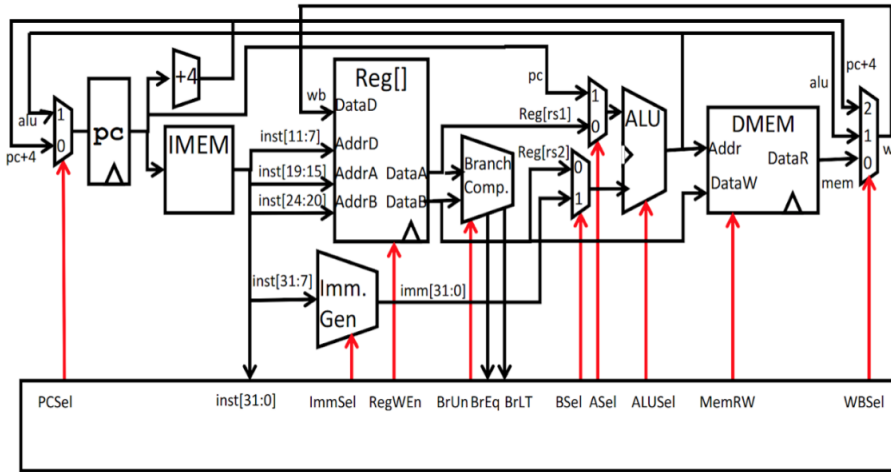 +4
Reg[]
pc
pc+4
alu
wb
DataD
alu
1
0
pc
IMEM
pc+4
inst[11:7]
AddrD
inst[19:15]
AddrA
DataA
inst[24:20]
AddrB
DataB
Branch
Comp.
Reg[rs1]
Reg[rs2]
1
0
0
1
ALU
DMEM
Addr
DataR
DataW
mem
2
1
0
w
inst[31:7]
Imm.
Gen
imm[31:0]
PCSel
inst[31:0]
ImmSel
RegWEn
BrUn
BrEq
BrLT
BSel
ASel
ALUSel
MemRW
WBSel